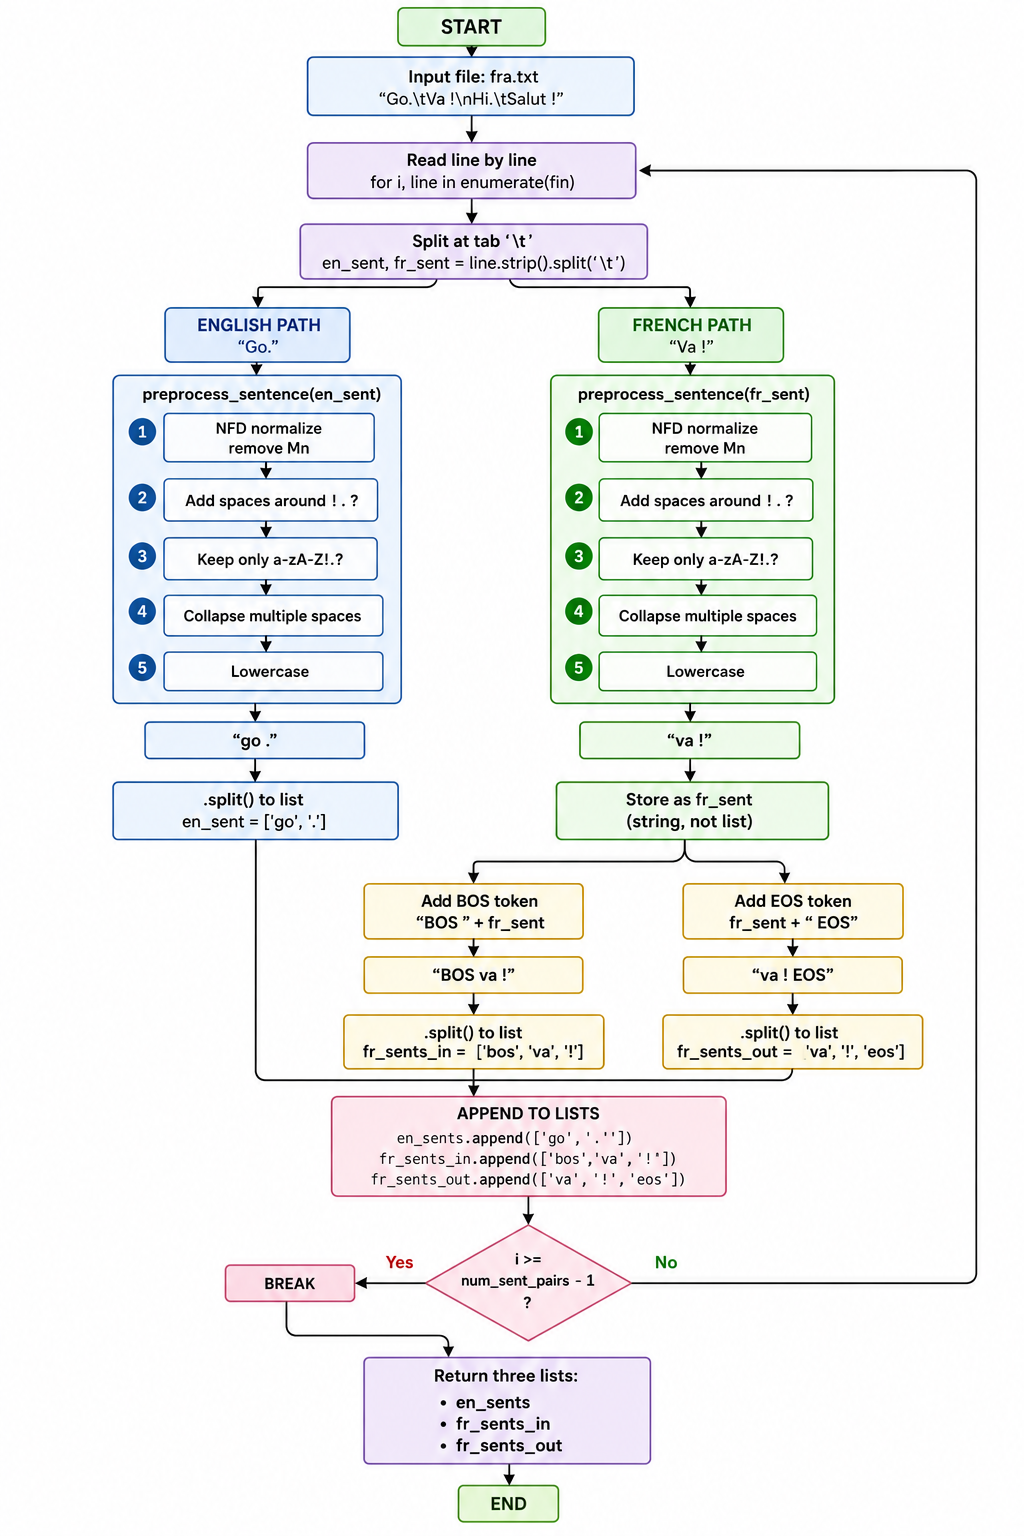 START
Input file: fra.txt
“Go.\tVa !\nHi.\tSalut !”
Read line by line
for i, line in enumerate(fin)
Split at tab ‘\t’
en_sent, fr_sent = line.strip().split(‘\t’)
ENGLISH PATH
“Go.”
preprocess_sentence(en_sent)
1
NFD normalize
remove Mn
2
Add spaces around ! . ?
3
Keep only a-zA-Z!.?
4
Collapse multiple spaces
5
Lowercase
“go .”
.split() to list
en_sent = ['go', '.']
FRENCH PATH
“Va !”
preprocess_sentence(fr_sent)
1
NFD normalize
remove Mn
2
Add spaces around ! . ?
3
Keep only a-zA-Z!.?
4
Collapse multiple spaces
5
Lowercase
“va !”
Store as fr_sent
(string, not list)
Add BOS token
“BOS ” + fr_sent
“BOS va !”
.split() to list
fr_sents_in = ['bos', 'va', '!']
Add EOS token
fr_sent + “ EOS”
“va ! EOS”
.split() to list
fr_sents_out = 'va', '!', 'eos']
APPEND TO LISTS
en_sents.append(['go', '.''])
fr_sents_in.append(['bos','va', '!"])
fr_sents_out.append(['va', '!', 'eos'])
i >=
num_sent_pairs - 1
?
Yes
No
BREAK
Return three lists:
• en_sents
• fr_sents_in
• fr_sents_out
END